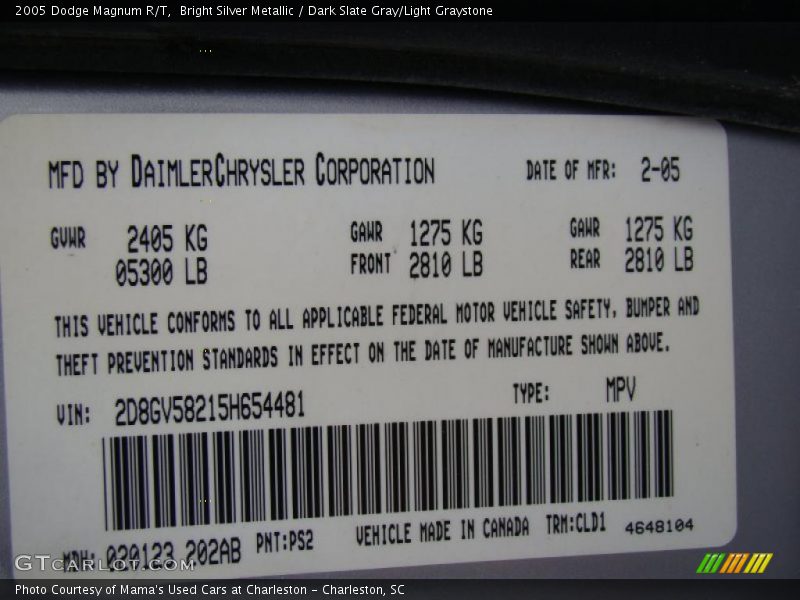 2005 Dodge Magnum R/T,  Bright Silver Metallic / Dark Slate Gray/Light Graystone
MFD BY DAIMLERCHRYSLER CORPORATION DATE OF MFR: 2-05
GVWR 2405 KG GAWR 1275 KG GAWR 1275 KG
05300 LB FRONT 2810 LB REAR 2810 LB
THIS VEHICLE CONFORMS TO ALL APPLICABLE FEDERAL MOTOR VEHICLE SAFETY, BUMPER AND
THEFT PREVENTION STANDARDS IN EFFECT ON THE DATE OF MANUFACTURE SHOWN ABOVE.
VIN: 2D8GV58215H654481 TYPE: MPV
MDH: 020123 202AB PNT:PS2 VEHICLE MADE IN CANADA TRM:CLD1 4648104
GTCARLOT.COM
Photo Courtesy of Mama's Used Cars at Charleston - Charleston, SC